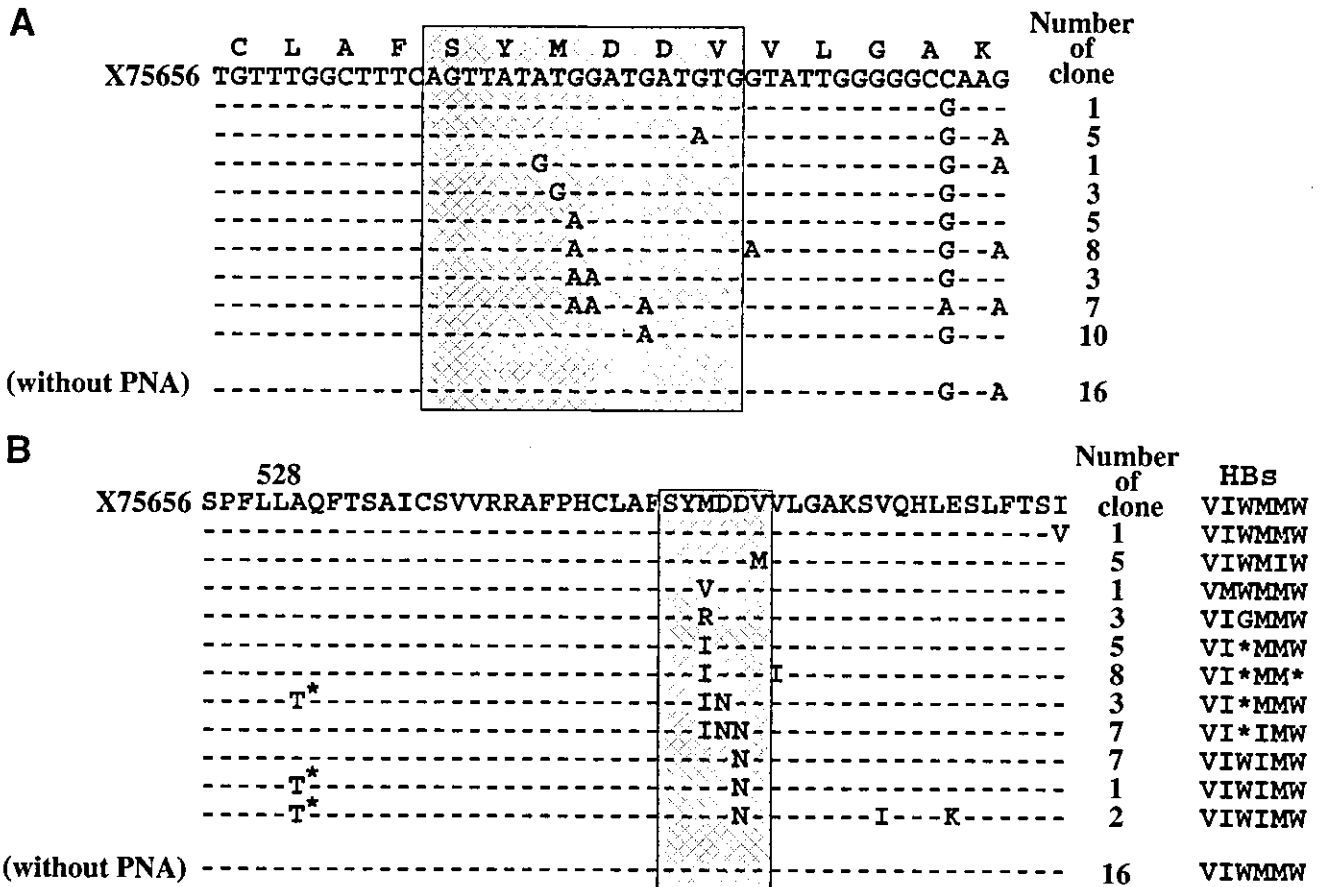 A
Number
of
clone
C L A F S Y M D D V V L G A K
X75656 TGTTTGGCTTTCAGTTATATGGATGATGTGGTATTGGGGGCCAAG
-----------------------------------------G--- 1
---------------------------A-------------G--A 5
------------------G----------------------G--A 1
-------------------G---------------------G--- 3
--------------------A--------------------G--- 5
--------------------A---------A----------G--A 8
--------------------AA-------------------G--- 3
--------------------AA--A----------------A--A 7
------------------------A----------------G--- 10
(without PNA) -----------------------------------------G--A 16
B
Number
of
clone
HBs
528
X75656 SPFLLAQFTSAICSVVRRAFPHCLAFSYMDDVVLGAKSVQHLESLFTSI VIWMMW
------------------------------------------------V 1 VIWMMW
-------------------------------M----------------- 5 VIWMIW
----------------------------V-------------------- 1 VMWMMW
----------------------------R-------------------- 3 VIGMMW
----------------------------I-------------------- 5 VI*MMW
----------------------------I---I---------------- 8 VI*MM*
-----T*----------------------IN------------------- 3 VI*MMW
----------------------------INN------------------ 7 VI*IMW
------------------------------N------------------ 7 VIWIMW
-----T*------------------------N------------------ 1 VIWIMW
-----T*------------------------N-------I---K------ 2 VIWIMW
(without PNA) ------------------------------------------------- 16 VIWMMW